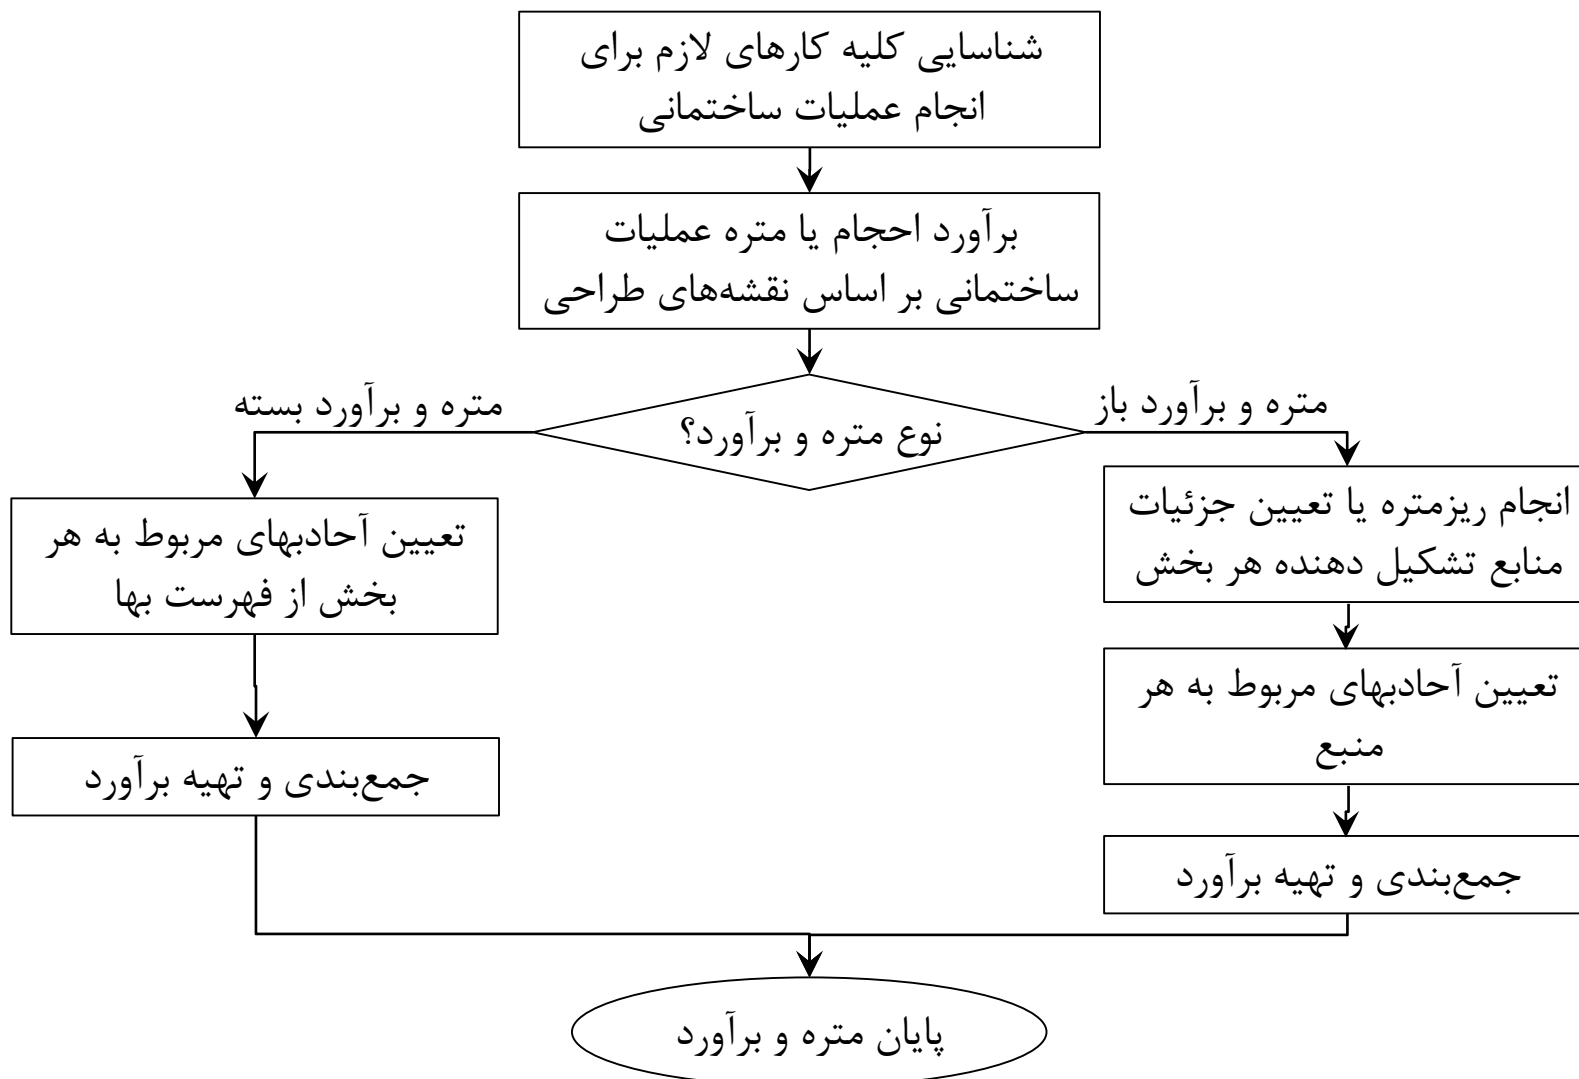 شناسایی کلیه کارهای لازم برای
انجام عملیات ساختمانی
برآورد احجام یا متره عملیات
ساختمانی بر اساس نقشه‌های طراحی
نوع متره و برآورد؟
متره و برآورد باز
انجام ریزمتره یا تعیین جزئیات
منابع تشکیل دهنده هر بخش
تعیین آحادبهای مربوط به هر
منبع
جمع‌بندی و تهیه برآورد
متره و برآورد بسته
تعیین آحادبهای مربوط به هر
بخش از فهرست بها
جمع‌بندی و تهیه برآورد
پایان متره و برآورد